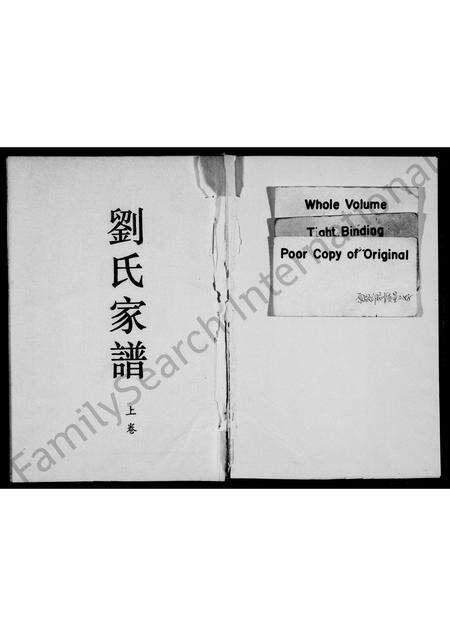 劉氏家譜
上卷
Whole Volume
Tight Binding
Poor Copy of Original
FamilySearch International